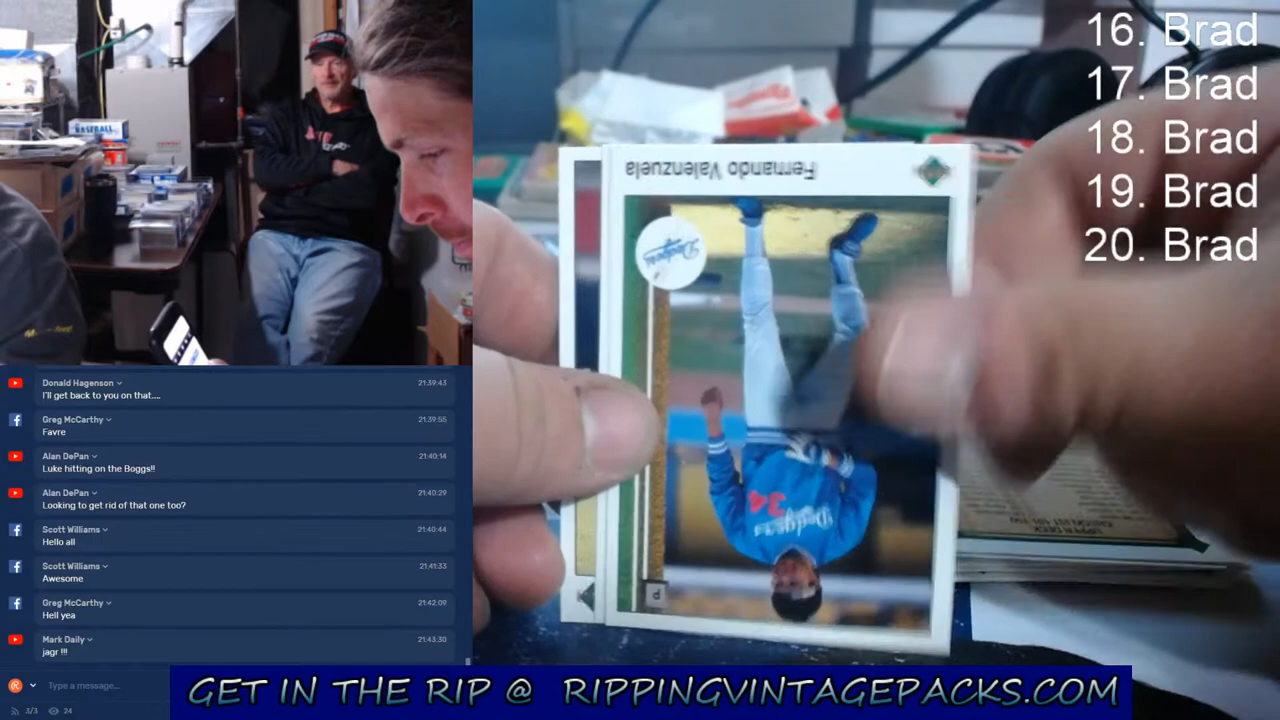 16. Brad
17. Brad
18. Brad
19. Brad
20. Brad
BASEBALL
Fernando Valenzuela
Dodgers
Dodgers
34
P
Donald Hagenson
21:39:43
I'll get back to you on that....
Greg McCarthy
21:39:55
Favre
Alan DePan
21:40:14
Luke hitting on the Boggs!!
Alan DePan
21:40:29
Looking to get rid of that one too?
Scott Williams
21:40:44
Hello all
Scott Williams
21:41:33
Awesome
Greg McCarthy
21:42:09
Hell yea
Mark Daily
21:43:30
jagr !!!
Type a message...
3/3
24
GET IN THE RIP @ RIPPINGVINTAGEPACKS.COM